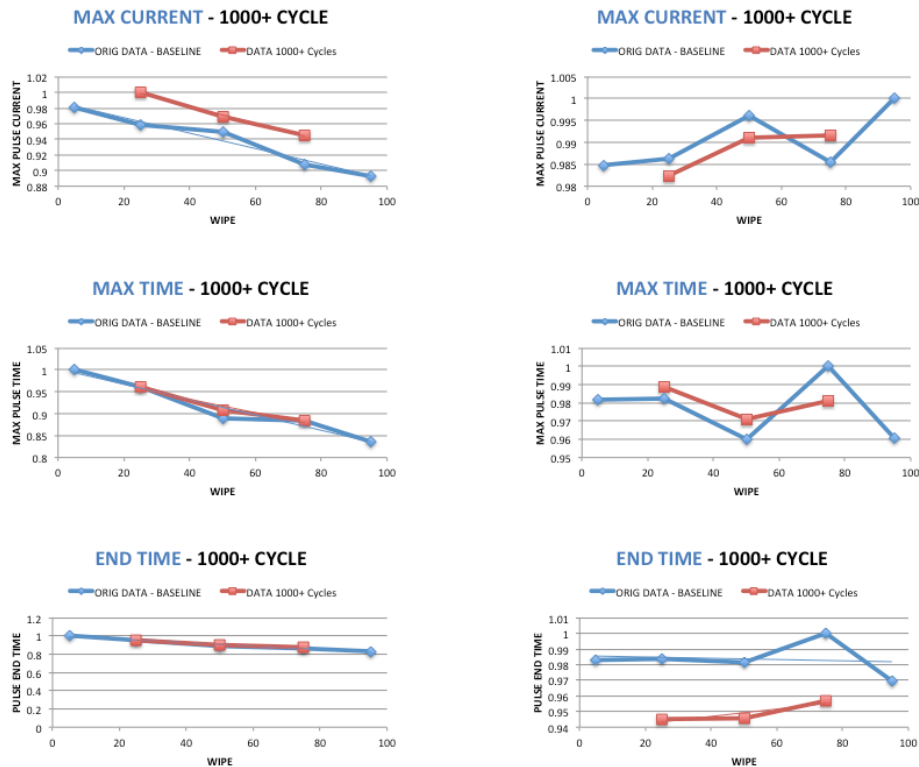 MAX CURRENT - 1000+ CYCLE
ORIG DATA - BASELINE DATA 1000+ Cycles
MAX PULSE CURRENT
1.02
1
0.98
0.96
0.94
0.92
0.9
0.88
0 20 40 60 80 100
WIPE
MAX CURRENT - 1000+ CYCLE
ORIG DATA - BASELINE DATA 1000+ Cycles
MAX PULSE CURRENT
1.005
1
0.995
0.99
0.985
0.98
0 20 40 60 80 100
WIPE
MAX TIME - 1000+ CYCLE
ORIG DATA - BASELINE DATA 1000+ Cycles
MAX PULSE TIME
1.05
1
0.95
0.9
0.85
0.8
0 20 40 60 80 100
WIPE
MAX TIME - 1000+ CYCLE
ORIG DATA - BASELINE DATA 1000+ Cycles
MAX PULSE TIME
1.01
1
0.99
0.98
0.97
0.96
0.95
0 20 40 60 80 100
WIPE
END TIME - 1000+ CYCLE
ORIG DATA - BASELINE DATA 1000+ Cycles
PULSE END TIME
1.2
1
0.8
0.6
0.4
0.2
0
0 20 40 60 80 100
WIPE
END TIME - 1000+ CYCLE
ORIG DATA - BASELINE DATA 1000+ Cycles
PULSE END TIME
1.01
1
0.99
0.98
0.97
0.96
0.95
0.94
0 20 40 60 80 100
WIPE